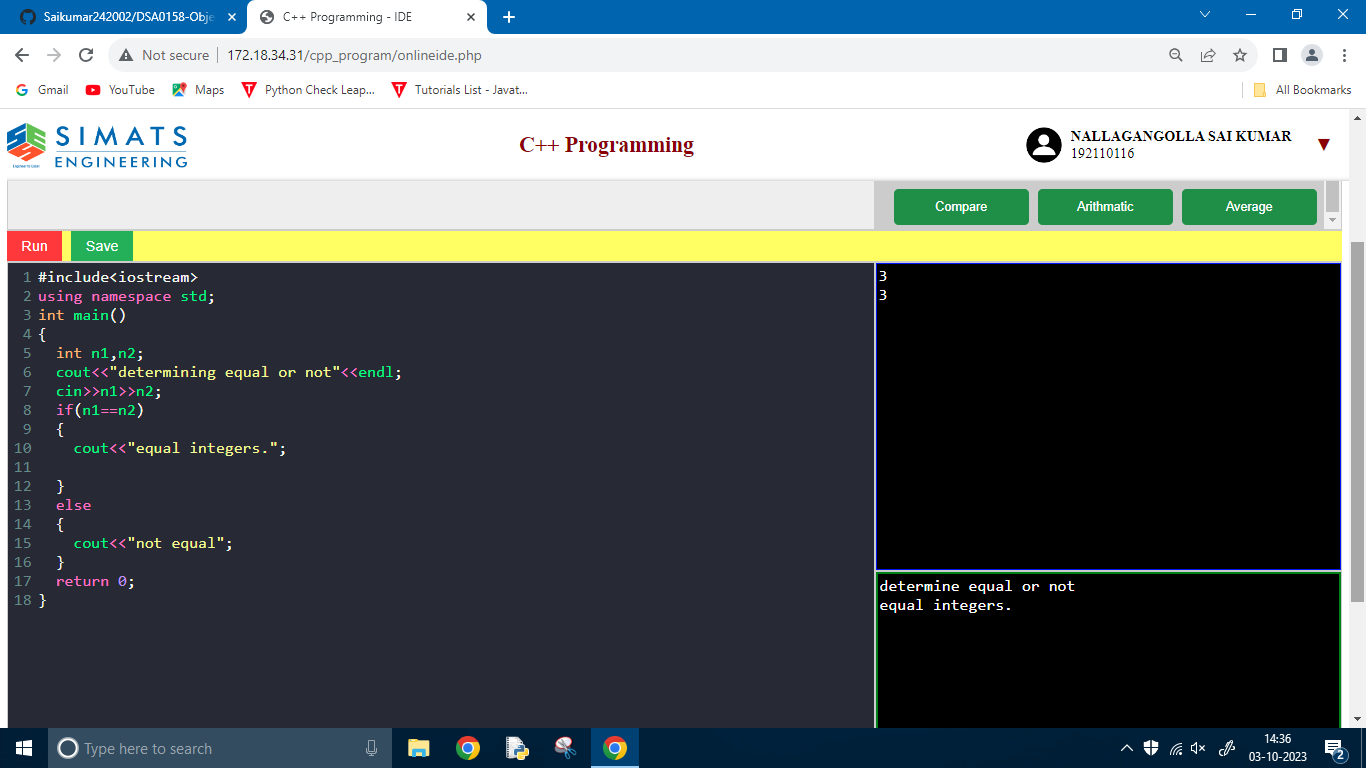 Saikumar242002/DSA0158-Obje
C++ Programming - IDE
Not secure
172.18.34.31/cpp_program/onlineide.php
Gmail
YouTube
Maps
Python Check Leap...
Tutorials List - Javat...
All Bookmarks
SIMATS
ENGINEERING
C++ Programming
NALLAGANGOLLA SAI KUMAR
192110116
Compare
Arithmatic
Average
Run
Save
1 #include<iostream>
2 using namespace std;
3 int main()
4 {
5 int n1,n2;
6 cout<<"determining equal or not"<<endl;
7 cin>>n1>>n2;
8 if(n1==n2)
9 {
10 cout<<"equal integers.";
11
12 }
13 else
14 {
15 cout<<"not equal";
16 }
17 return 0;
18 }
3
3
determine equal or not
equal integers.
Type here to search
14:36
03-10-2023
2